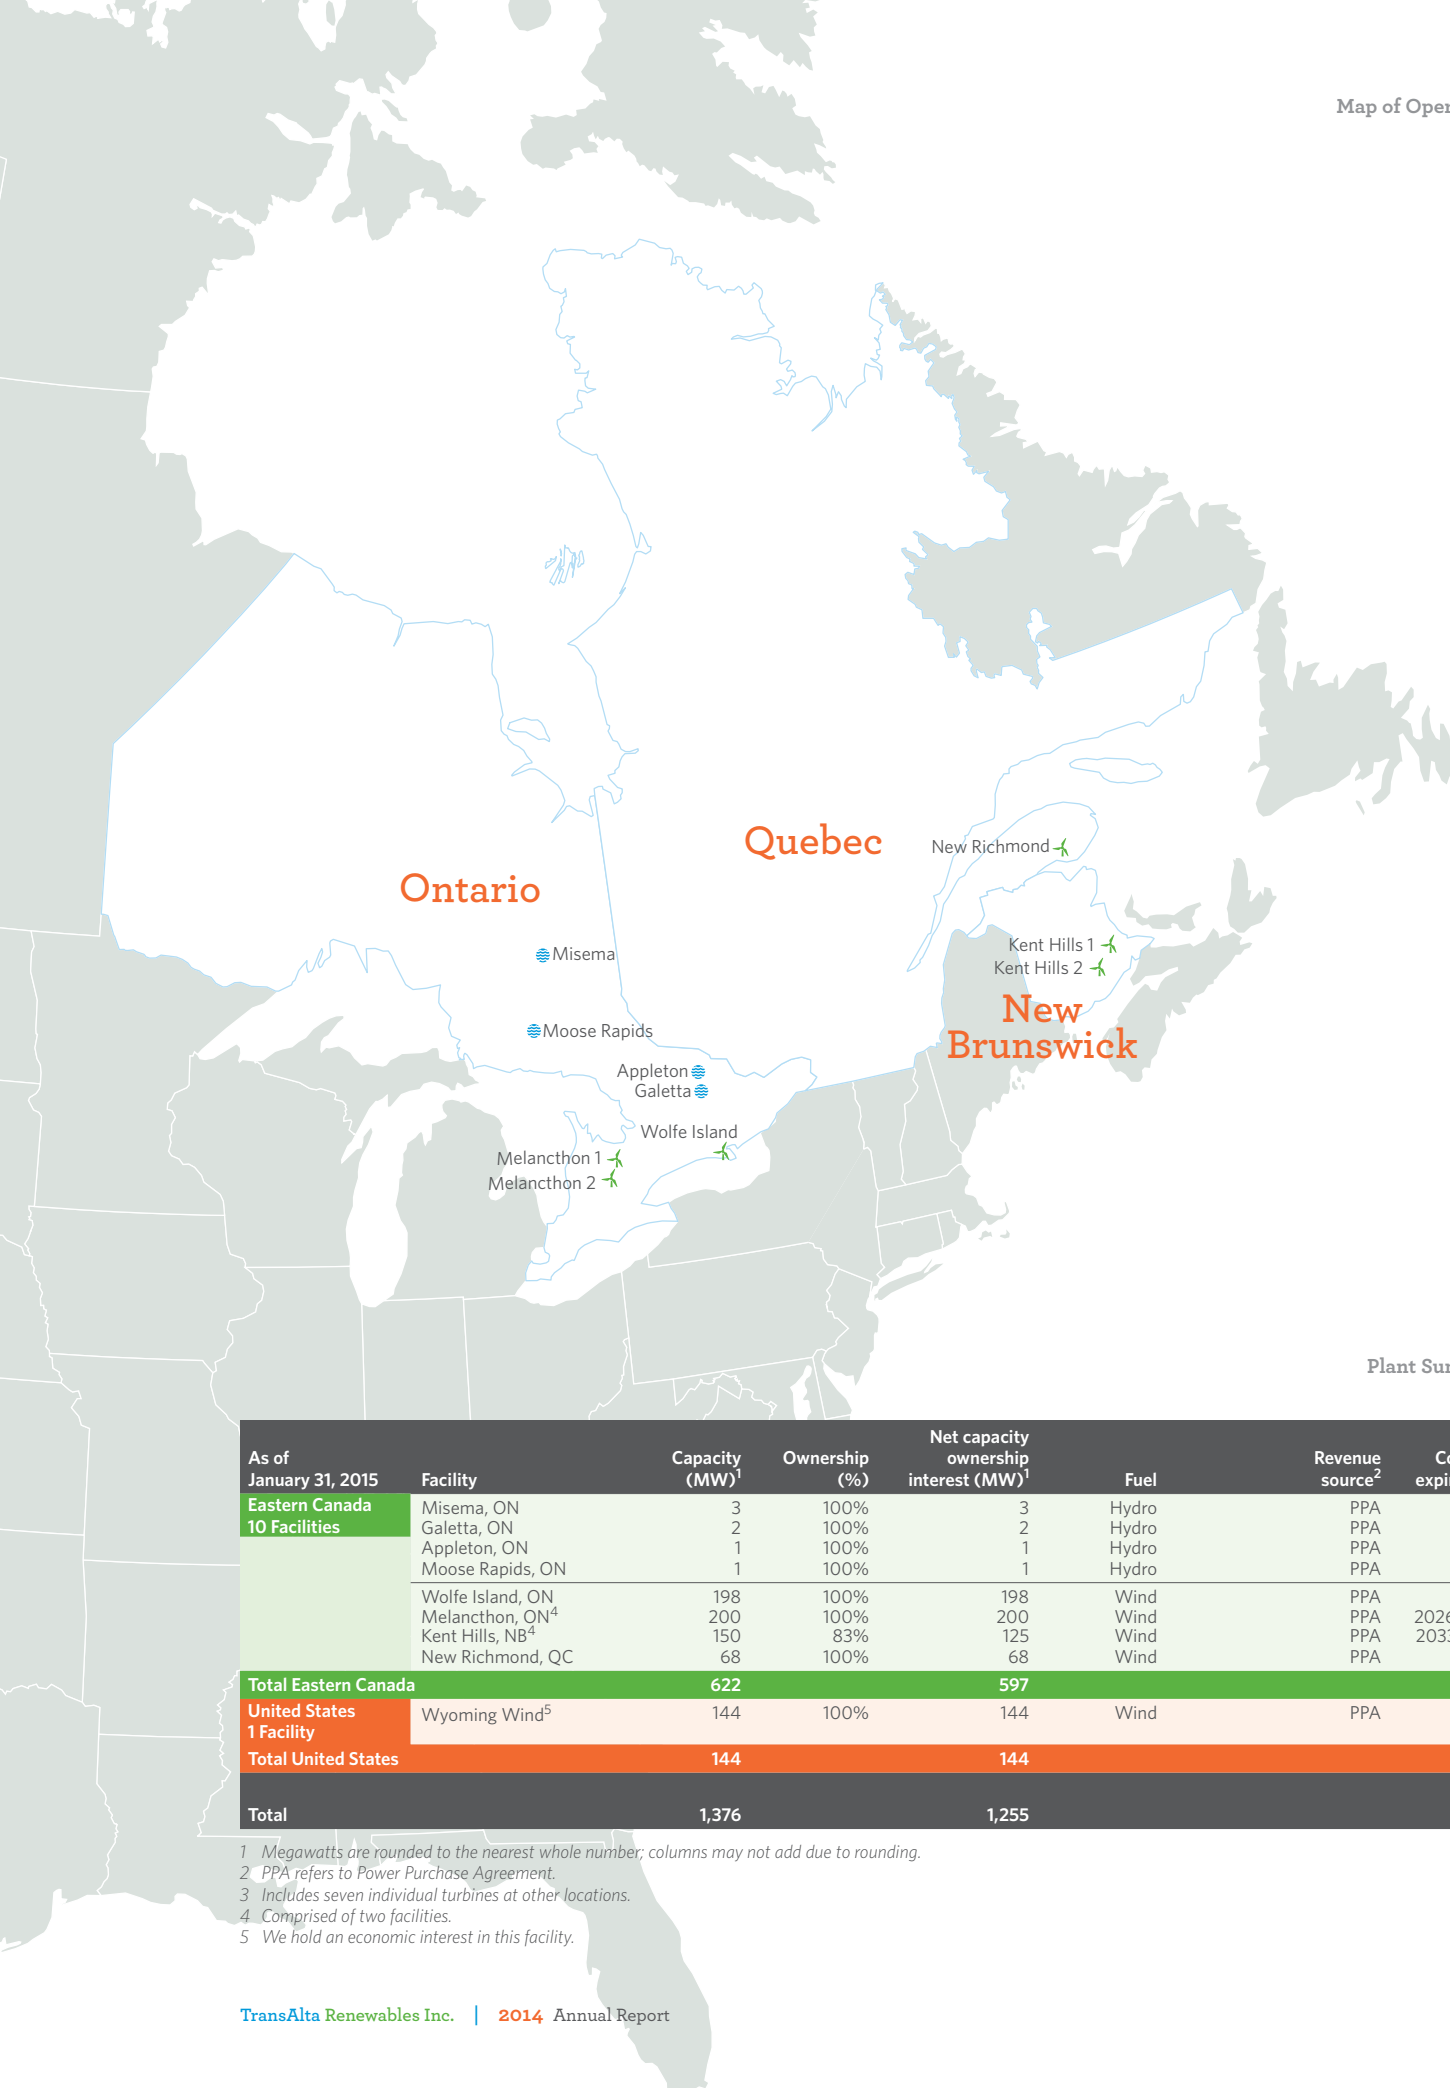 Map of Oper
Quebec
New Richmond
Ontario
Kent Hills 1
Misema
Kent Hills 2
New
Brunswick
Moose Rapids
Appleton
Galetta
Wolfe Island
Melancthon 1
Melancthon 2
Plant Sur
As of January 31, 2015 Facility Capacity (MW)1 Ownership (%) Net capacity ownership interest (MW)1 Fuel Revenue source2 Co expir
Eastern Canada
10 Facilities
Misema, ON 3 100% 3 Hydro PPA
Galetta, ON 2 100% 2 Hydro PPA
Appleton, ON 1 100% 1 Hydro PPA
Moose Rapids, ON 1 100% 1 Hydro PPA
Wolfe Island, ON 198 100% 198 Wind PPA
Melancthon, ON4 200 100% 200 Wind PPA 2026
Kent Hills, NB4 150 83% 125 Wind PPA 2033
New Richmond, QC 68 100% 68 Wind PPA
Total Eastern Canada 622 597
United States
1 Facility
Wyoming Wind5 144 100% 144 Wind PPA
Total United States 144 144
Total 1,376 1,255
1 Megawatts are rounded to the nearest whole number; columns may not add due to rounding.
2 PPA refers to Power Purchase Agreement.
3 Includes seven individual turbines at other locations.
4 Comprised of two facilities.
5 We hold an economic interest in this facility.
TransAlta Renewables Inc. | 2014 Annual Report